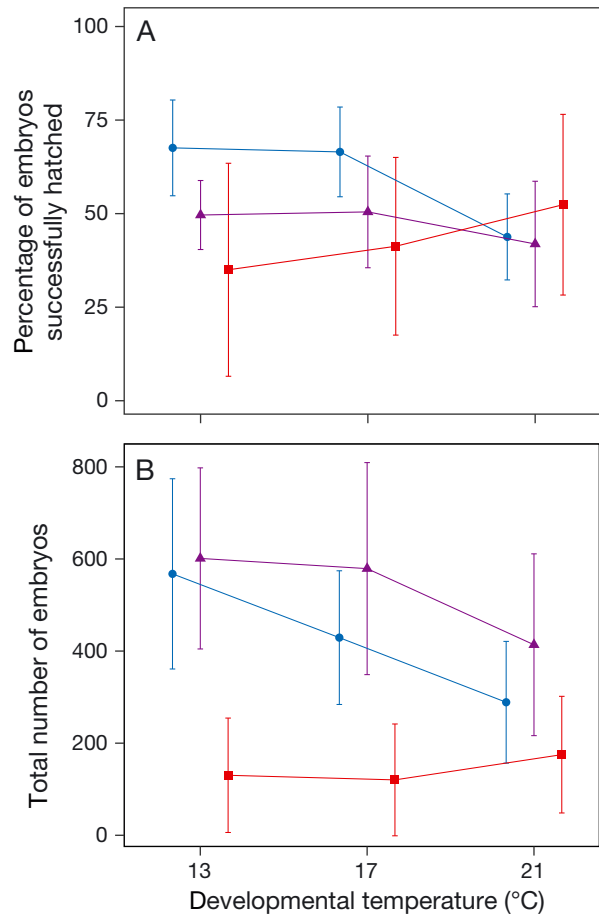 A
Percentage of embryos
successfully hatched
100
75
50
25
0
B
Total number of embryos
800
600
400
200
0
13
17
21
Developmental temperature (°C)